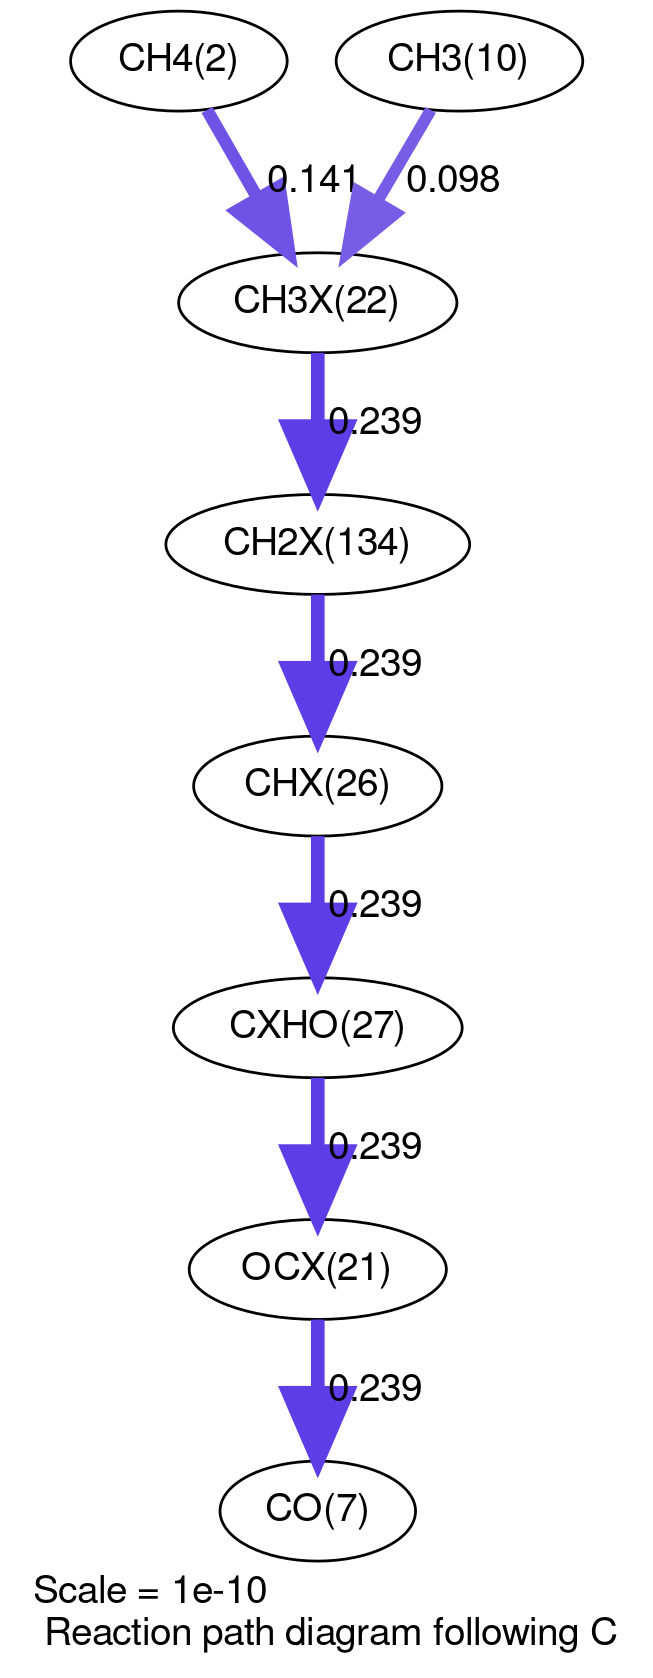 CH4(2)
CH3(10)
0.141
0.098
CH3X(22)
0.239
CH2X(134)
0.239
CHX(26)
0.239
CXHO(27)
0.239
OCX(21)
0.239
CO(7)
Scale = 1e-10
Reaction path diagram following C